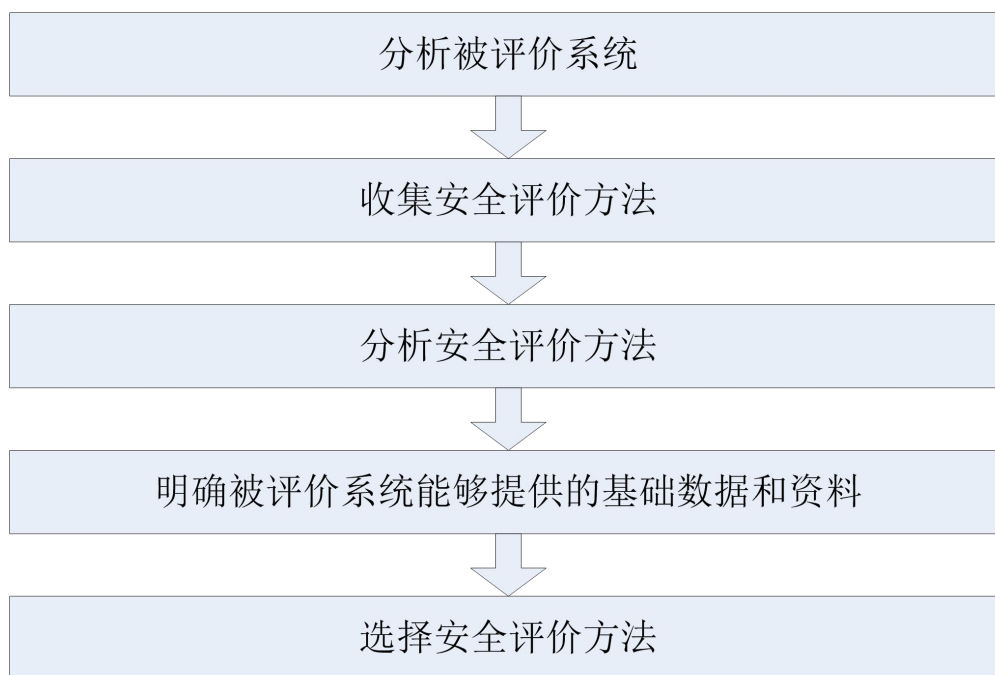 分析被评价系统
收集安全评价方法
分析安全评价方法
明确被评价系统能够提供的基础数据和资料
选择安全评价方法